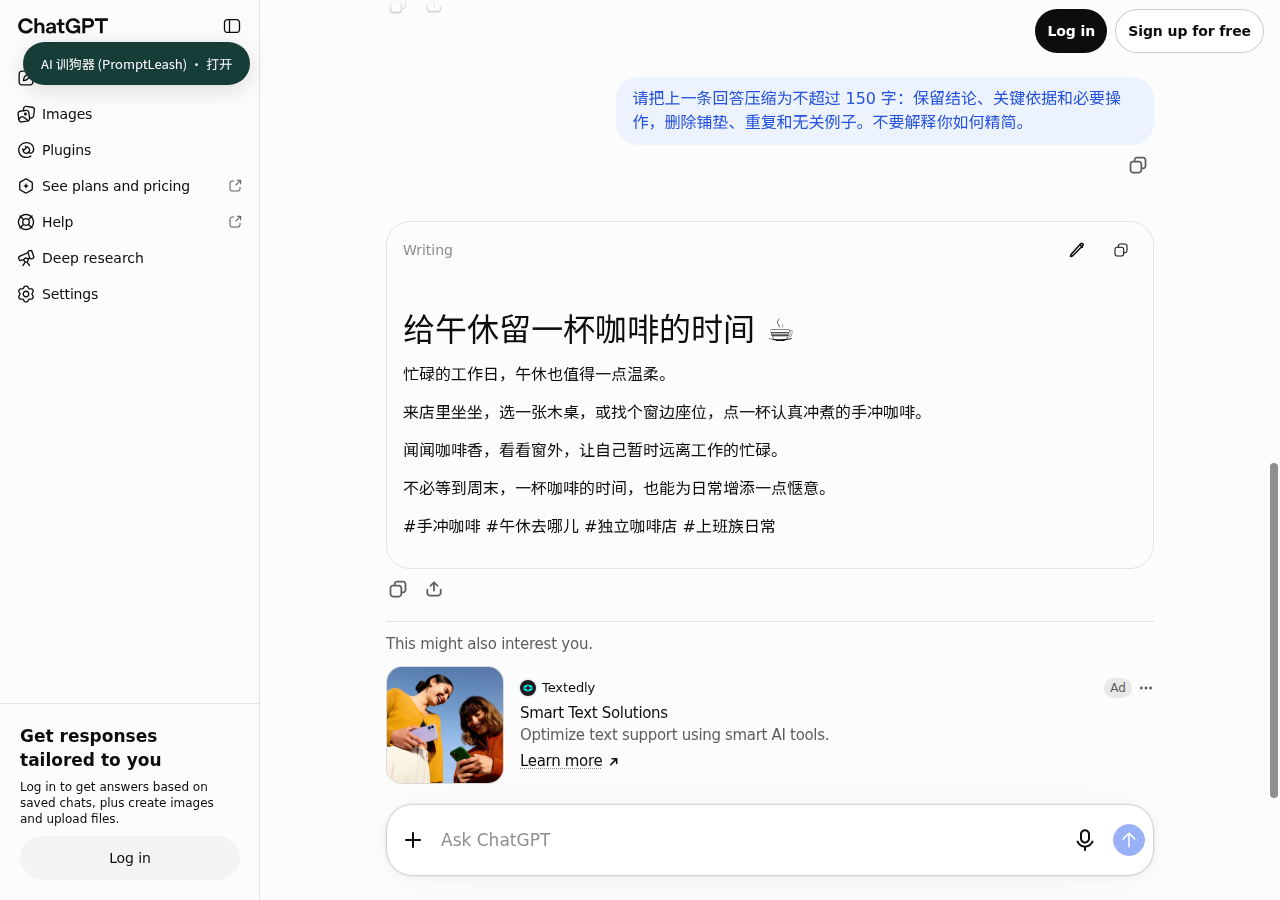 ChatGPT
AI 训狗器 (PromptLeash) · 打开
Images
Plugins
See plans and pricing
Help
Deep research
Settings
Get responses
tailored to you
Log in to get answers based on
saved chats, plus create images
and upload files.
Log in
Log in
Sign up for free
请把上一条回答压缩为不超过 150 字：保留结论、关键依据和必要操
作，删除铺垫、重复和无关例子。不要解释你如何精简。
Writing
给午休留一杯咖啡的时间 ☕
忙碌的工作日，午休也值得一点温柔。
来店里坐坐，选一张木桌，或找个窗边座位，点一杯认真冲煮的手冲咖啡。
闻闻咖啡香，看看窗外，让自己暂时远离工作的忙碌。
不必等到周末，一杯咖啡的时间，也能为日常增添一点惬意。
#手冲咖啡 #午休去哪儿 #独立咖啡店 #上班族日常
This might also interest you.
Textedly
Ad
Smart Text Solutions
Optimize text support using smart AI tools.
Learn more
Ask ChatGPT